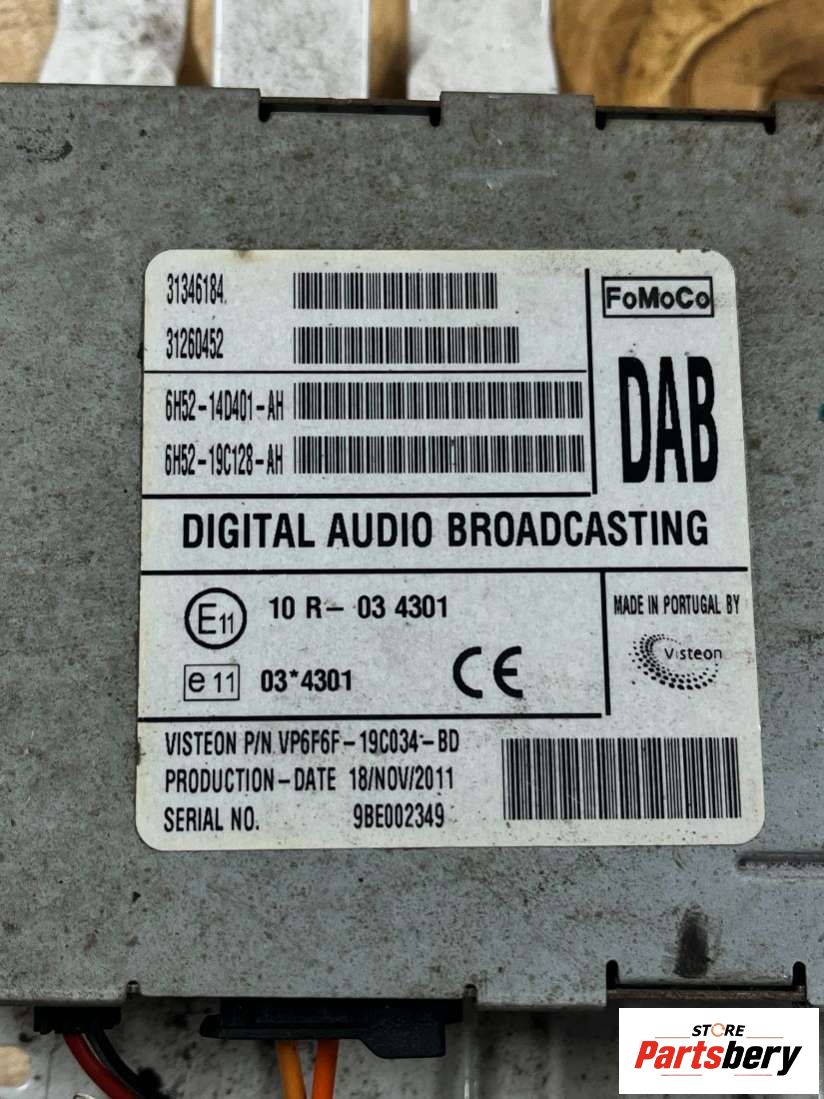 31346184
31260452
6H52-14D401-AH
6H52-19C128-AH
FoMoCo
DAB
DIGITAL AUDIO BROADCASTING
E11 10 R-03 4301
e11 03*4301 CE
MADE IN PORTUGAL BY
Visteon
VISTEON P/N VP6F6F-19C034-BD
PRODUCTION-DATE 18/NOV/2011
SERIAL NO. 9BE002349
STORE
Partsbery